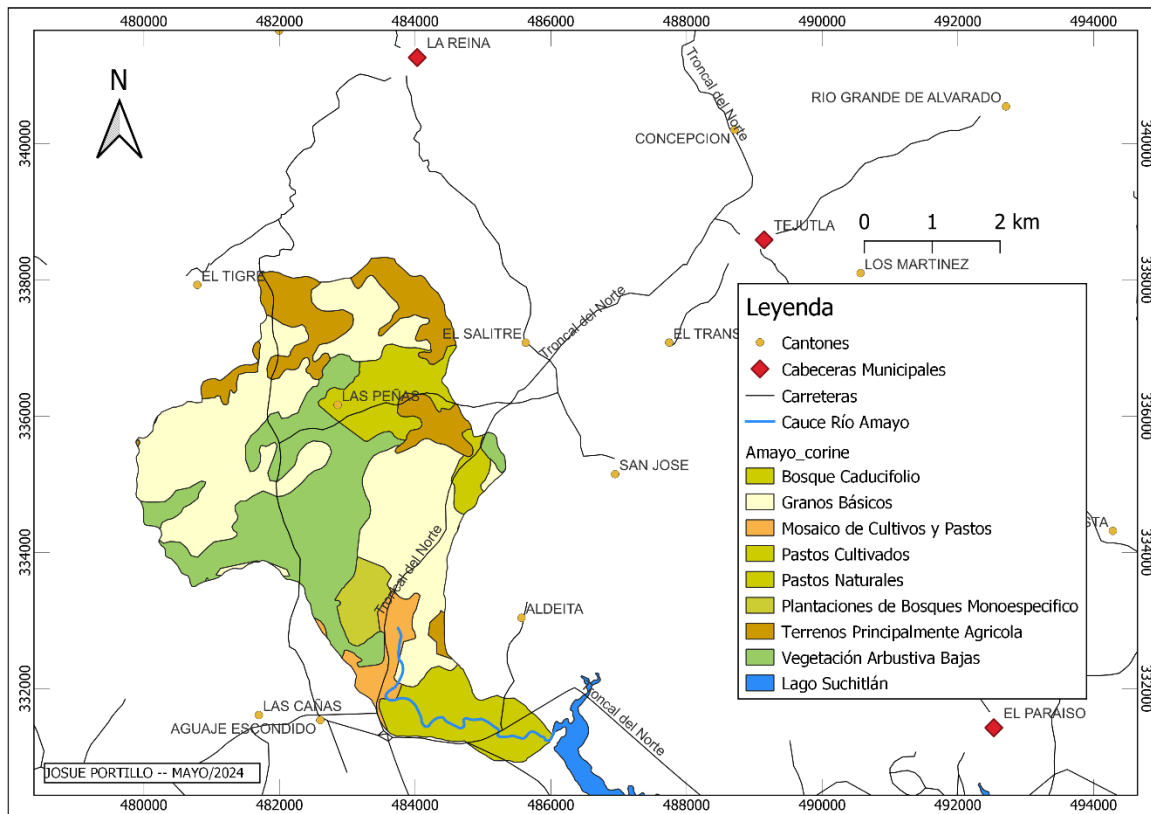 480000 482000 484000 486000 488000 490000 492000 494000
LA REINA
N
Troncal del Norte
RIO GRANDE DE ALVARADO
CONCEPCION
340000
340000
TEJUTLA
0 1 2 km
LOS MARTINEZ
EL TIGRE
338000
338000
EL SALITRE
Troncal del Norte
EL TRANS
Leyenda
Cantones
Cabeceras Municipales
Carreteras
Cauce Río Amayo
Amayo_corine
Bosque Caducifolio
Granos Básicos
Mosaico de Cultivos y Pastos
Pastos Cultivados
Pastos Naturales
Plantaciones de Bosques Monoespecifico
Terrenos Principalmente Agricola
Vegetación Arbustiva Bajas
Lago Suchitlán
LAS PEÑAS
336000
336000
SAN JOSE
STA
334000
334000
Troncal del Norte
ALDEITA
332000
332000
LAS CAÑAS
AGUAJE ESCONDIDO
Troncal del Norte
EL PARAISO
JOSUE PORTILLO -- MAYO/2024
480000 482000 484000 486000 488000 490000 492000 494000